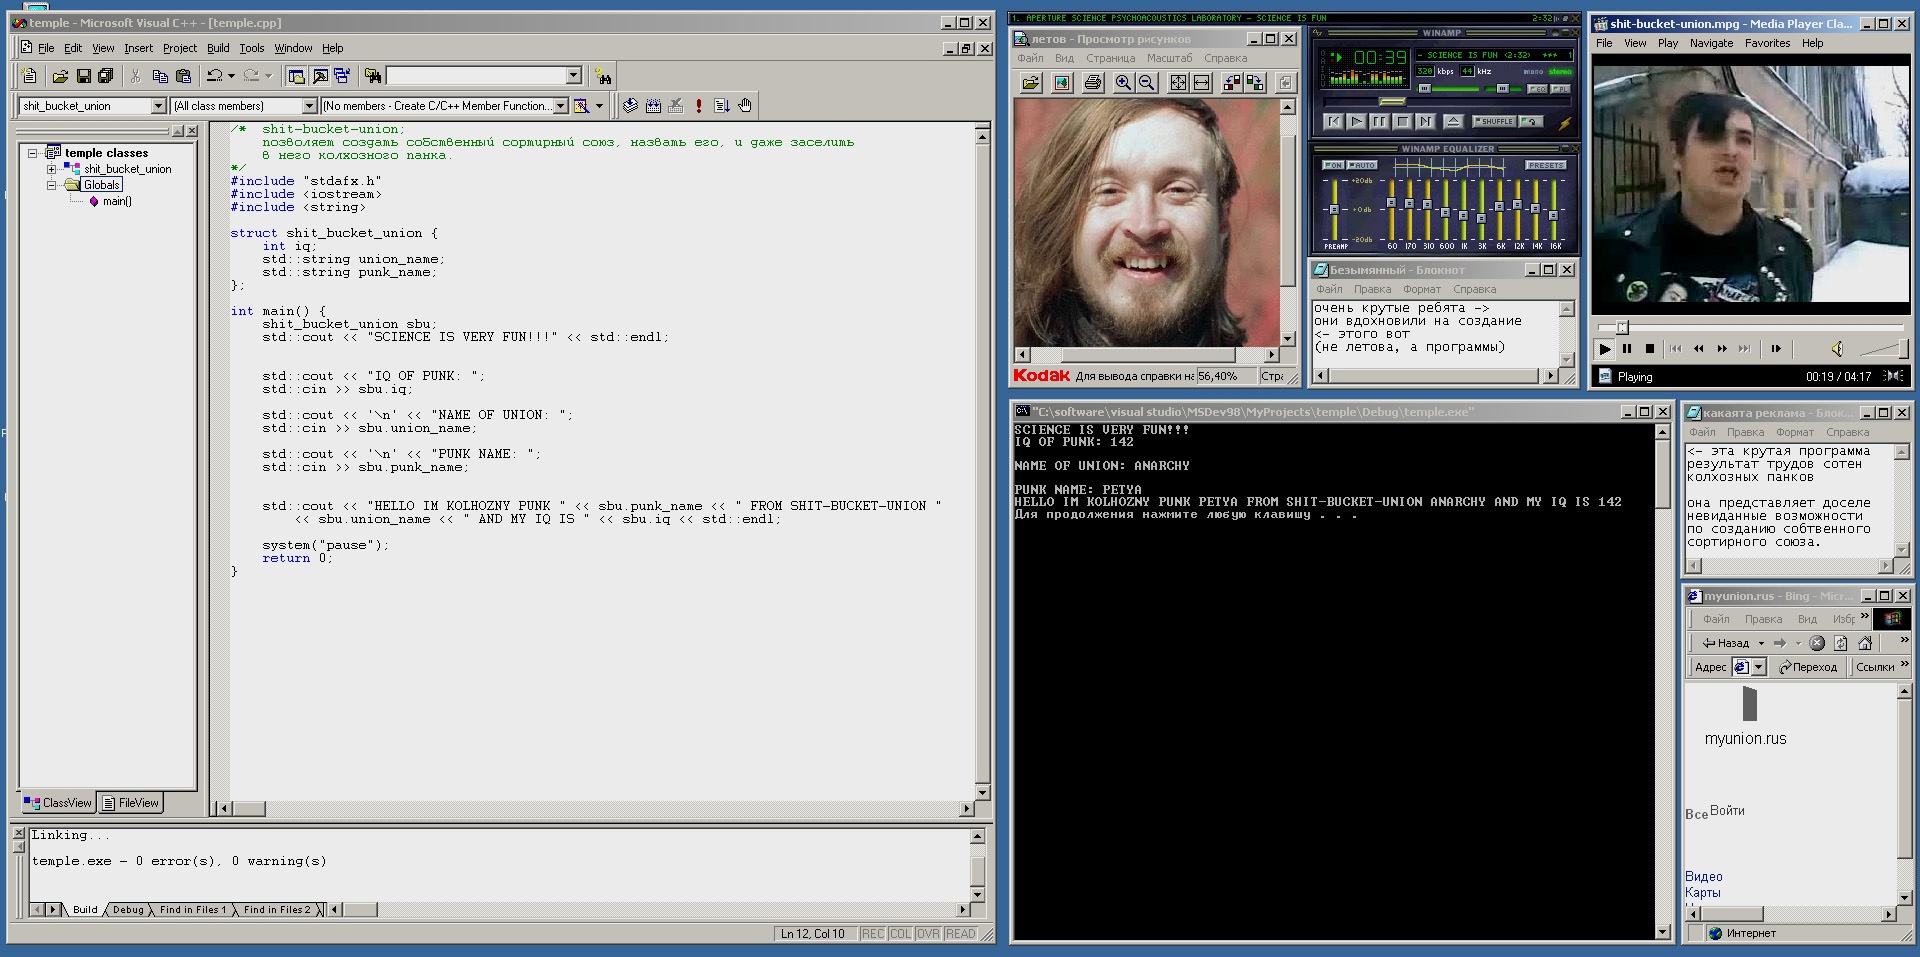 temple - Microsoft Visual C++ - [temple.cpp]
File Edit View Insert Project Build Tools Window Help
shit_bucket_union
(All class members)
(No members - Create C/C++ Member Function...
temple classes
shit_bucket_union
Globals
main()
ClassView
FileView
/* shit-bucket-union;
позволяет создать собственный сортирный союз, назвать его, и даже заселить
в него колхозного панка.
*/
#include "stdafx.h"
#include <iostream>
#include <string>
struct shit_bucket_union {
int iq;
std::string union_name;
std::string punk_name;
};
int main() {
shit_bucket_union sbu;
std::cout << "SCIENCE IS VERY FUN!!!" << std::endl;
std::cout << "IQ OF PUNK: ";
std::cin >> sbu.iq;
std::cout << '\n' << "NAME OF UNION: ";
std::cin >> sbu.union_name;
std::cout << '\n' << "PUNK NAME: ";
std::cin >> sbu.punk_name;
std::cout << "HELLO IM KOLHOZNY PUNK " << sbu.punk_name << " FROM SHIT-BUCKET-UNION "
<< sbu.union_name << " AND MY IQ IS " << sbu.iq << std::endl;
system("pause");
return 0;
}
Linking...
temple.exe - 0 error(s), 0 warning(s)
Build Debug Find in Files 1 Find in Files 2
Ln 12, Col 10 REC COL OVR READ
1. APERTURE SCIENCE PSYCHOACOUSTICS LABORATORY - SCIENCE IS FUN 2:32
летов - Просмотр рисунков
Файл Вид Страница Масштаб Справка
Kodak Для вывода справки на 56,40% Стра
WINAMP
00:39
- SCIENCE IS FUN (2:32) *** 1
320 kbps 44 kHz mono stereo
EQ PL
SHUFFLE
WINAMP EQUALIZER
ON AUTO PRESETS
+20db
+0db
-20db
PREAMP 60 170 310 600 1K 3K 6K 12K 14K 16K
Безымянный - Блокнот
Файл Правка Формат Справка
очень крутые ребята ->
они вдохновили на создание
<- этого вот
(не летова, а программы)
shit-bucket-union.mpg - Media Player Cla...
File View Play Navigate Favorites Help
Playing 00:19 / 04:17
"C:\software\visual studio\MSDev98\MyProjects\temple\Debug\temple.exe"
SCIENCE IS VERY FUN!!!
IQ OF PUNK: 142
NAME OF UNION: ANARCHY
PUNK NAME: PETYA
HELLO IM KOLHOZNY PUNK PETYA FROM SHIT-BUCKET-UNION ANARCHY AND MY IQ IS 142
Для продолжения нажмите любую клавишу . . .
какаята реклама - Блок...
Файл Правка Формат Справка
<- эта крутая программа
результат трудов сотен
колхозных панков
она представляет доселе
невиданные возможности
по созданию собтвенного
сортирного союза.
myunion.rus - Bing - Micr...
Файл Правка Вид Избр »
Назад »
Адрес Переход Ссылки »
myunion.rus
Все Войти
Видео
Карты
Интернет